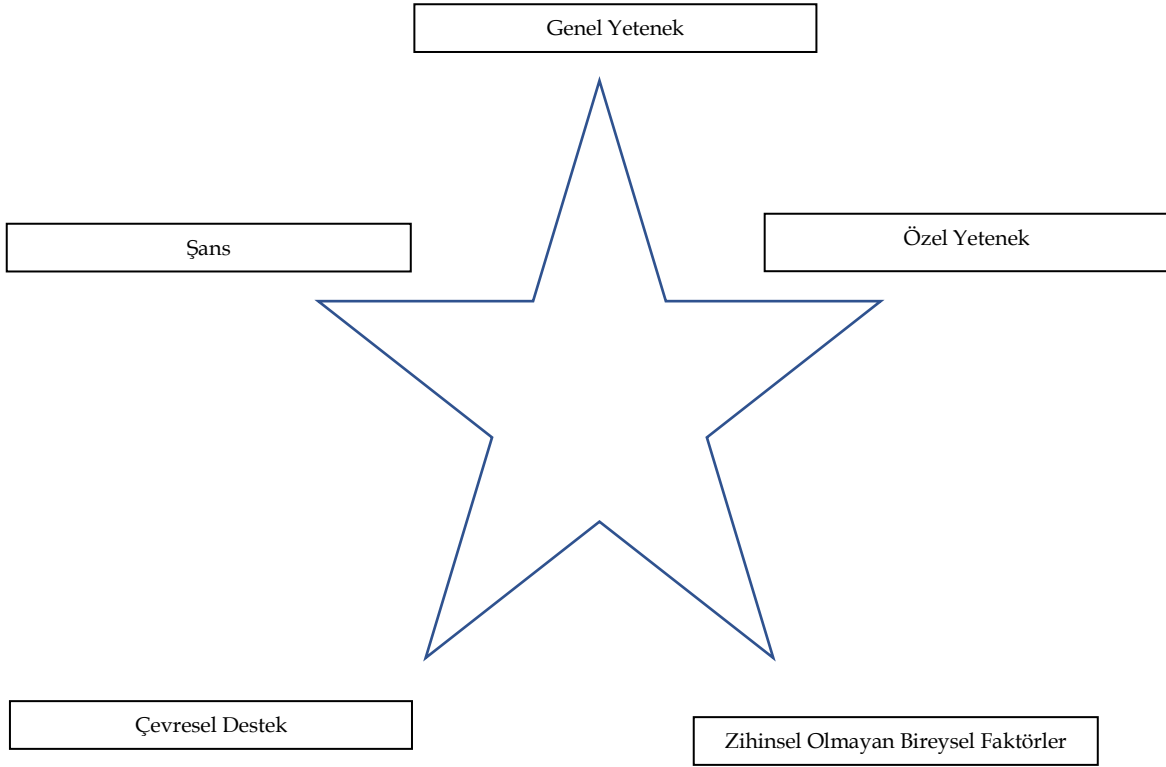 Genel Yetenek
Şans
Özel Yetenek
Çevresel Destek
Zihinsel Olmayan Bireysel Faktörler